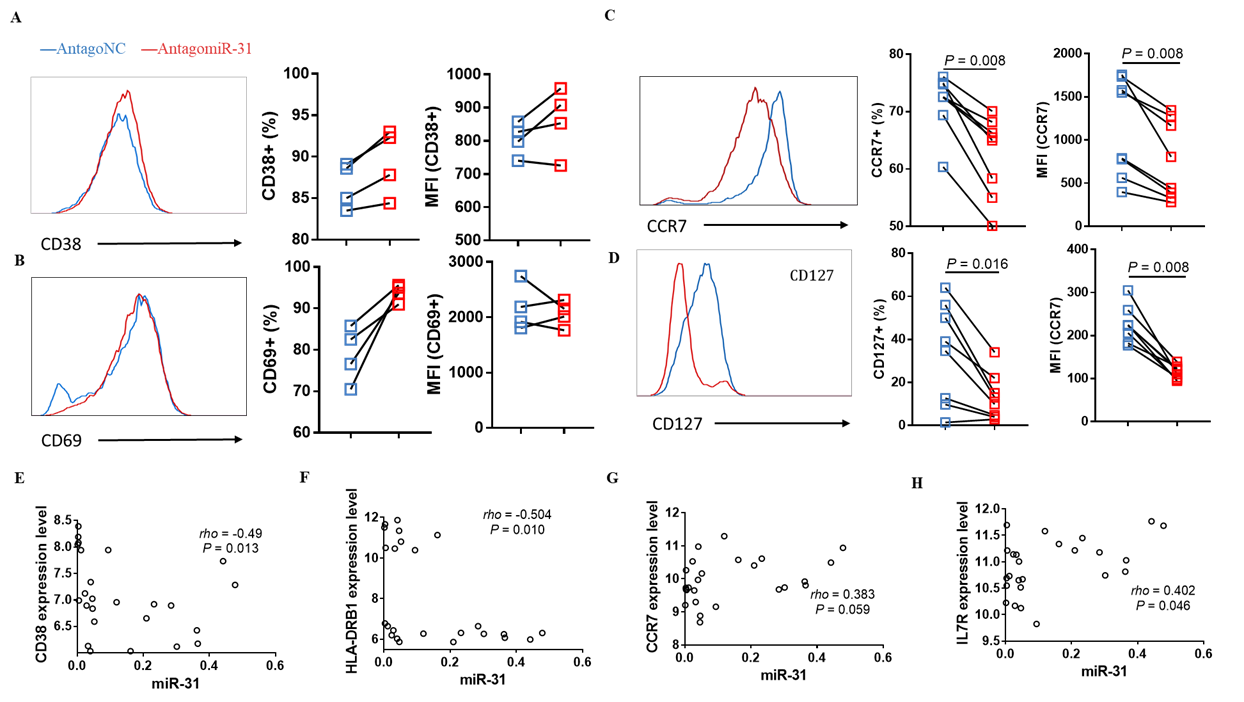 A
AntagoNC AntagomiR-31
CD38
CD38+ (%)
100
95
90
85
80
MFI (CD38+)
1000
900
800
700
600
500
B
CD69
CD69+ (%)
100
90
80
70
60
MFI (CD69+)
3000
2000
1000
0
C
CCR7
CCR7+ (%)
80
70
60
50
P = 0.008
MFI (CCR7)
2000
1500
1000
500
0
P = 0.008
D
CD127
CD127
CD127+ (%)
80
60
40
20
0
P = 0.016
MFI (CCR7)
400
300
200
100
0
P = 0.008
E
CD38 expression level
8.5
8.0
7.5
7.0
6.5
rho = -0.49
P = 0.013
0.0 0.2 0.4 0.6
miR-31
F
HLA-DRB1 expression level
12
10
8
6
rho = -0.504
P = 0.010
0.0 0.2 0.4 0.6
miR-31
G
CCR7 expression level
12
11
10
9
8
rho = 0.383
P = 0.059
0.0 0.2 0.4 0.6
miR-31
H
IL7R expression level
12.0
11.5
11.0
10.5
10.0
9.5
rho = 0.402
P = 0.046
0.0 0.2 0.4 0.6
miR-31